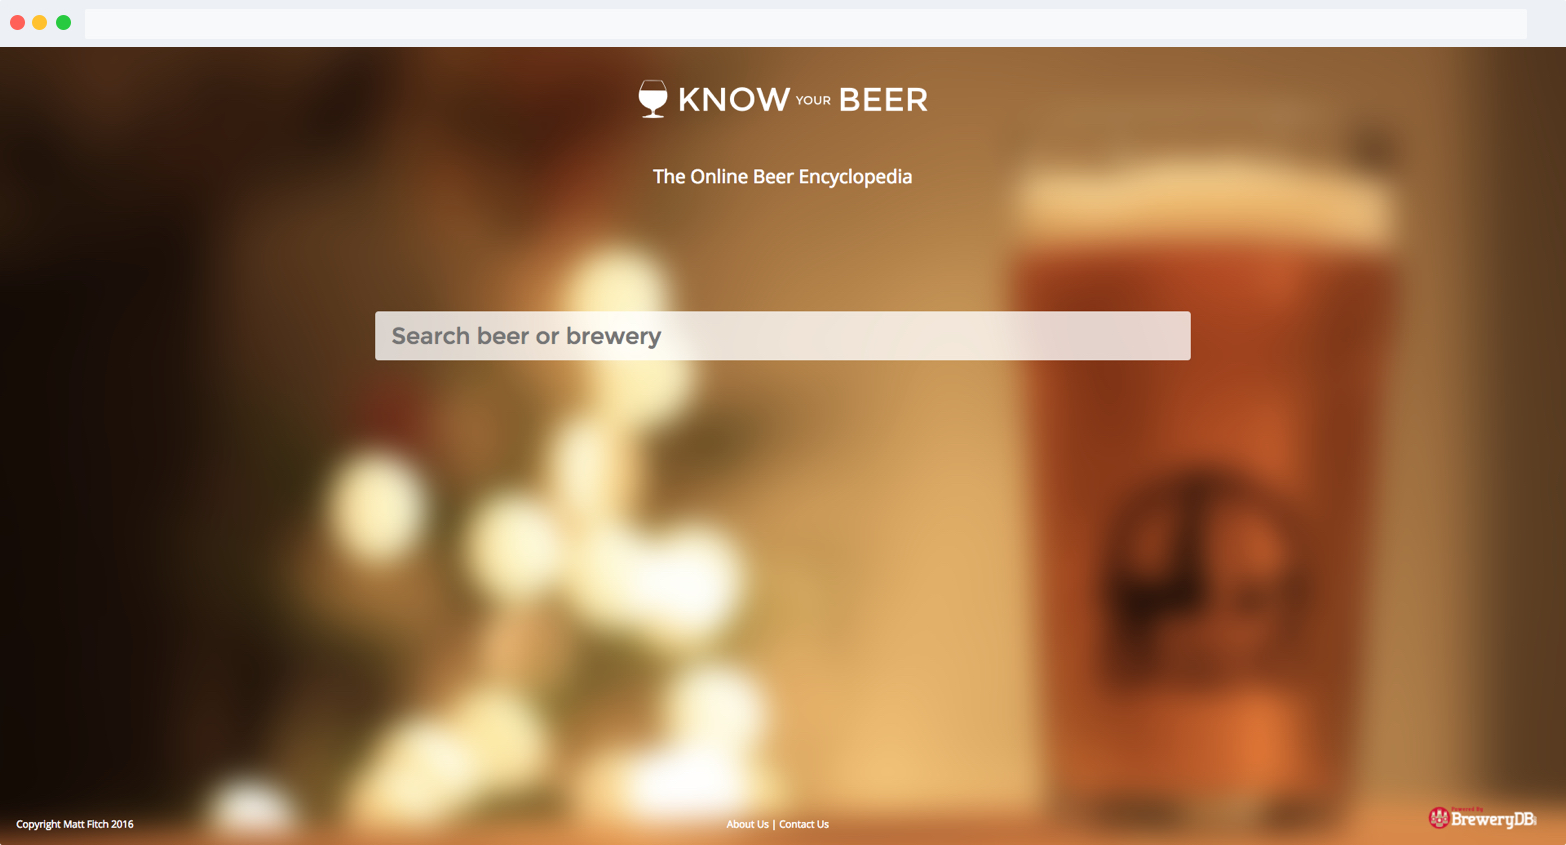 KNOW YOUR BEER
The Online Beer Encyclopedia
Search beer or brewery
Copyright Matt Fitch 2016
About Us | Contact Us
Powered By
BreweryDB